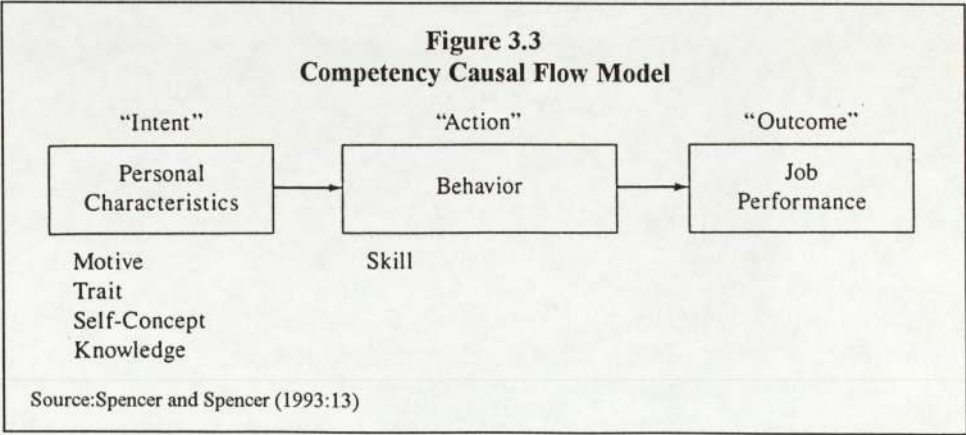 Figure 3.3
Competency Causal Flow Model
“Intent”
“Action”
“Outcome”
Personal
Characteristics
Behavior
Job
Performance
Motive
Trait
Self-Concept
Knowledge
Skill
Source:Spencer and Spencer (1993:13)